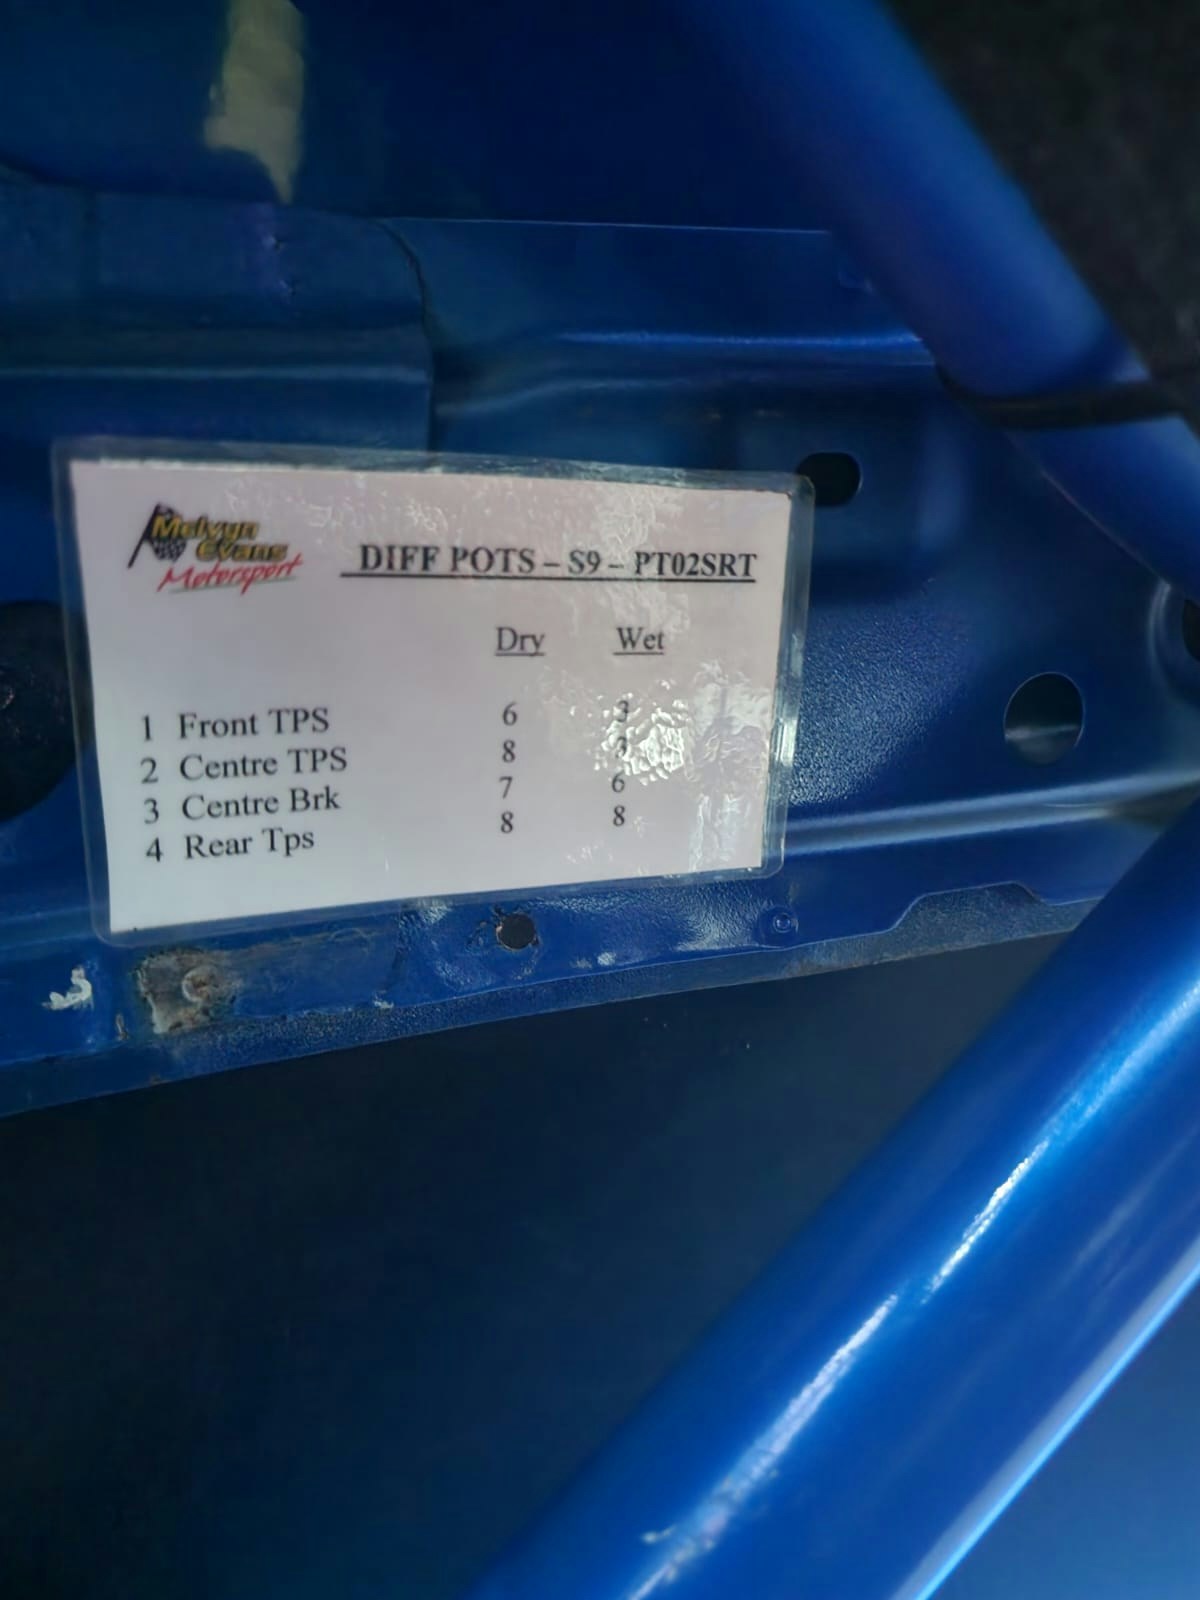 Melvyn
Evans
Motorsport
DIFF POTS – S9 – PT02SRT
Dry Wet
1 Front TPS 6 3
2 Centre TPS 8
3 Centre Brk 7 6
4 Rear Tps 8 8